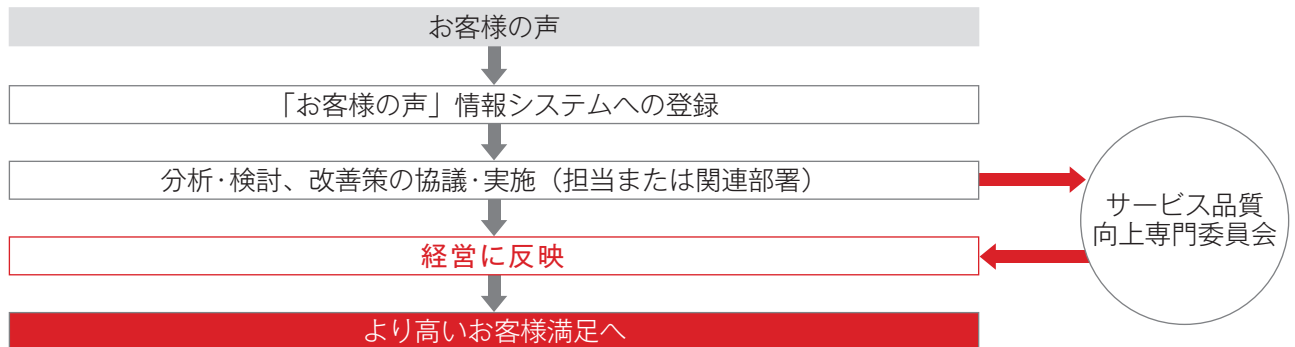 お客様の声
「お客様の声」情報システムへの登録
分析・検討、改善策の協議・実施（担当または関連部署）
経営に反映
より高いお客様満足へ
サービス品質
向上専門委員会